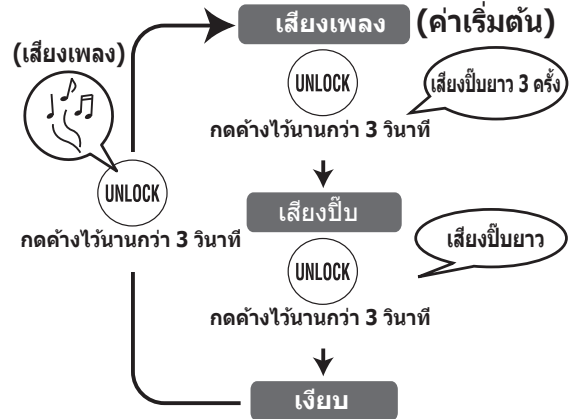 เสียงเพลง (ค่าเริ่มต้น)
(เสียงเพลง)
UNLOCK
เสียงปิ๊บยาว 3 ครั้ง
กดค้างไว้นานกว่า 3 วินาที
UNLOCK
กดค้างไว้นานกว่า 3 วินาที
เสียงปิ๊บ
เสียงปิ๊บยาว
UNLOCK
กดค้างไว้นานกว่า 3 วินาที
เงียบ